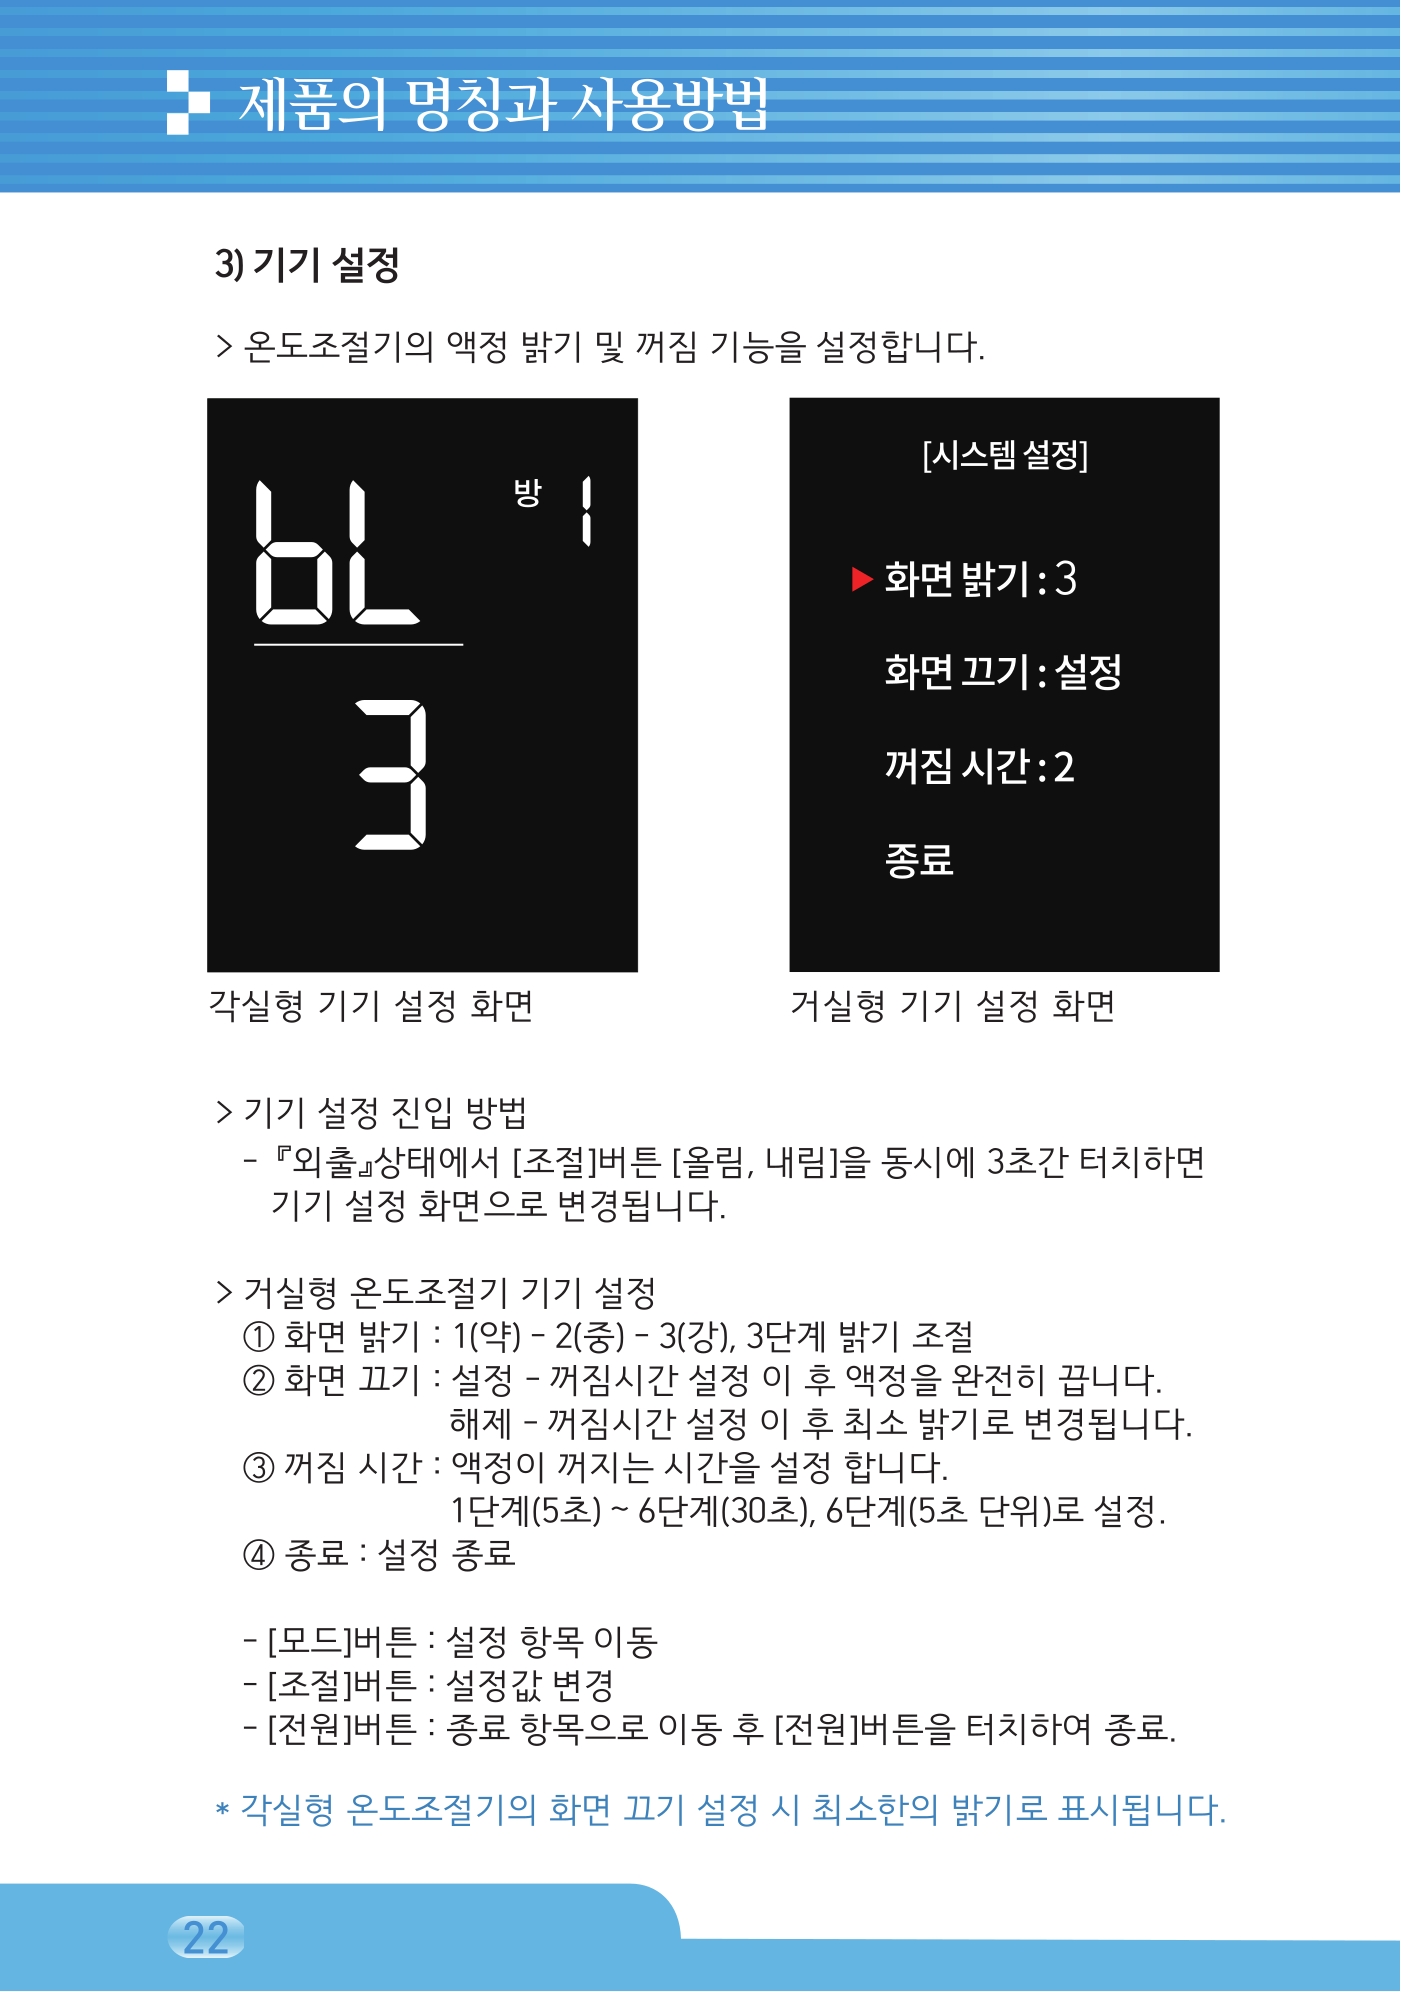 제품의 명칭과 사용방법
3) 기기 설정
> 온도조절기의 액정 밝기 및 꺼짐 기능을 설정합니다.
bL
방 1
3
[시스템 설정]
▶ 화면 밝기 : 3
화면 끄기 : 설정
꺼짐 시간 : 2
종료
각실형 기기 설정 화면
거실형 기기 설정 화면
> 기기 설정 진입 방법
- 『외출』상태에서 [조절]버튼 [올림, 내림]을 동시에 3초간 터치하면
기기 설정 화면으로 변경됩니다.
> 거실형 온도조절기 기기 설정
① 화면 밝기 : 1(약) - 2(중) - 3(강), 3단계 밝기 조절
② 화면 끄기 : 설정 - 꺼짐시간 설정 이 후 액정을 완전히 끕니다.
해제 - 꺼짐시간 설정 이 후 최소 밝기로 변경됩니다.
③ 꺼짐 시간 : 액정이 꺼지는 시간을 설정 합니다.
1단계(5초) ~ 6단계(30초), 6단계(5초 단위)로 설정.
④ 종료 : 설정 종료
- [모드]버튼 : 설정 항목 이동
- [조절]버튼 : 설정값 변경
- [전원]버튼 : 종료 항목으로 이동 후 [전원]버튼을 터치하여 종료.
* 각실형 온도조절기의 화면 끄기 설정 시 최소한의 밝기로 표시됩니다.
22